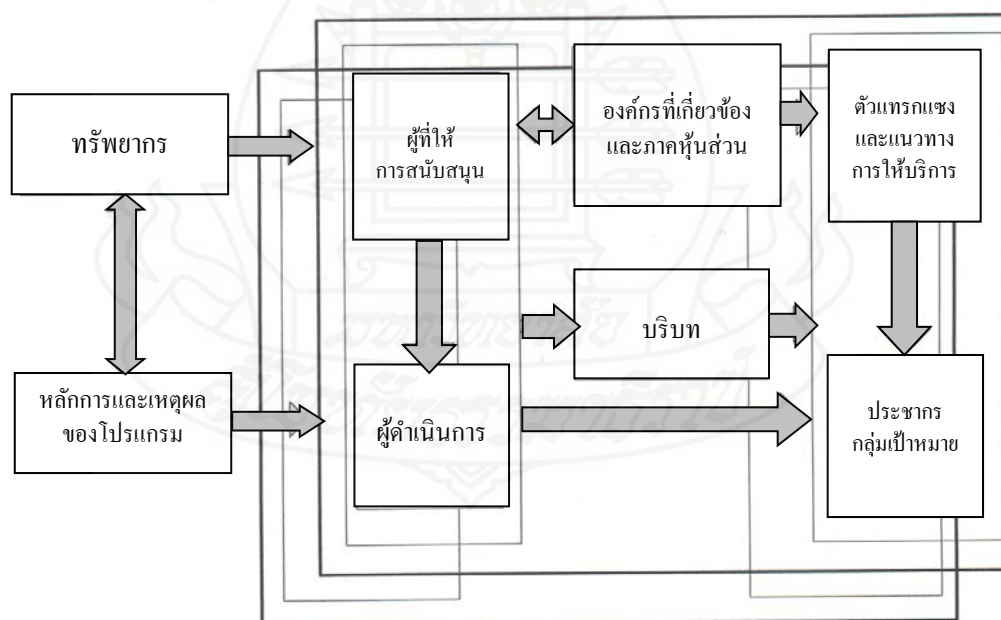 ทรัพยากร
ผู้ที่ให้
การสนับสนุน
องค์กรที่เกี่ยวข้อง
และภาคหุ้นส่วน
ตัวแทรกแซง
และแนวทาง
การให้บริการ
บริบท
หลักการและเหตุผล
ของโปรแกรม
ผู้ดำเนินการ
ประชากร
กลุ่มเป้าหมาย